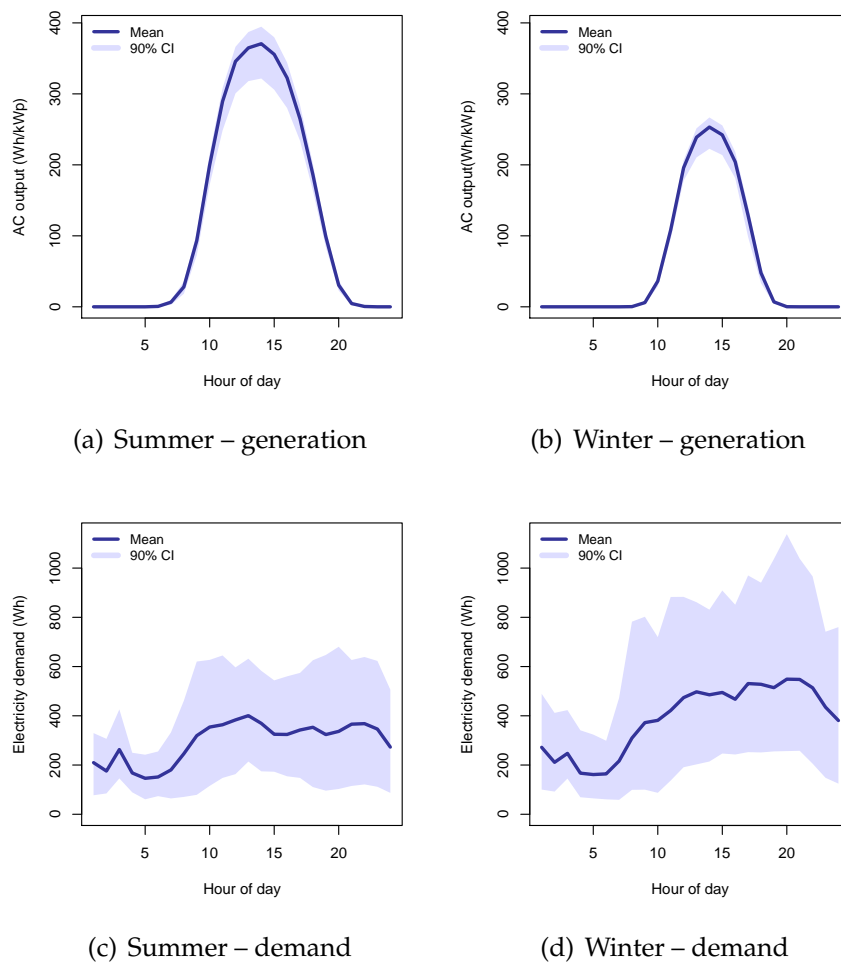 Mean
90% CI
AC output (Wh/kWp)
0 100 200 300 400
5 10 15 20
Hour of day
(a) Summer – generation
Mean
90% CI
AC output(Wh/kWp)
0 100 200 300 400
5 10 15 20
Hour of day
(b) Winter – generation
Mean
90% CI
Electricity demand (Wh)
0 200 400 600 800 1000
5 10 15 20
Hour of day
(c) Summer – demand
Mean
90% CI
Electricity demand (Wh)
0 200 400 600 800 1000
5 10 15 20
Hour of day
(d) Winter – demand